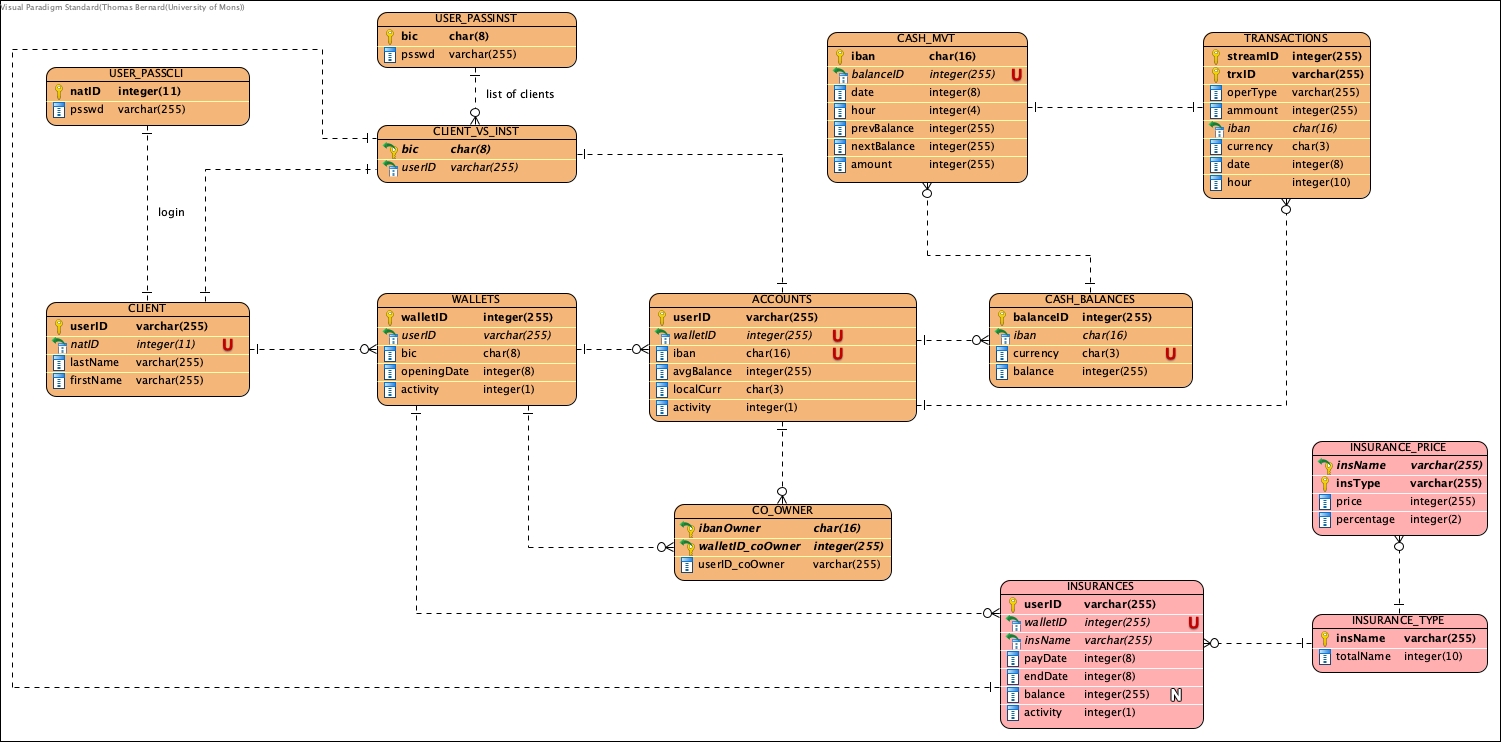 Visual Paradigm Standard(Thomas Bernard(University of Mons))
USER_PASSINST
bic char(8)
psswd varchar(255)
list of clients
USER_PASSCLI
natID integer(11)
psswd varchar(255)
login
CLIENT_VS_INST
bic char(8)
userID varchar(255)
CASH_MVT
iban char(16)
balanceID integer(255) U
date integer(8)
hour integer(4)
prevBalance integer(255)
nextBalance integer(255)
amount integer(255)
TRANSACTIONS
streamID integer(255)
trxID varchar(255)
operType varchar(255)
ammount integer(255)
iban char(16)
currency char(3)
date integer(8)
hour integer(10)
CLIENT
userID varchar(255)
natID integer(11) U
lastName varchar(255)
firstName varchar(255)
WALLETS
walletID integer(255)
userID varchar(255)
bic char(8)
openingDate integer(8)
activity integer(1)
ACCOUNTS
userID varchar(255)
walletID integer(255) U
iban char(16) U
avgBalance integer(255)
localCurr char(3)
activity integer(1)
CASH_BALANCES
balanceID integer(255)
iban char(16)
currency char(3) U
balance integer(255)
CO_OWNER
ibanOwner char(16)
walletID_coOwner integer(255)
userID_coOwner varchar(255)
INSURANCE_PRICE
insName varchar(255)
insType varchar(255)
price integer(255)
percentage integer(2)
INSURANCES
userID varchar(255)
walletID integer(255) U
insName varchar(255)
payDate integer(8)
endDate integer(8)
balance integer(255) N
activity integer(1)
INSURANCE_TYPE
insName varchar(255)
totalName integer(10)